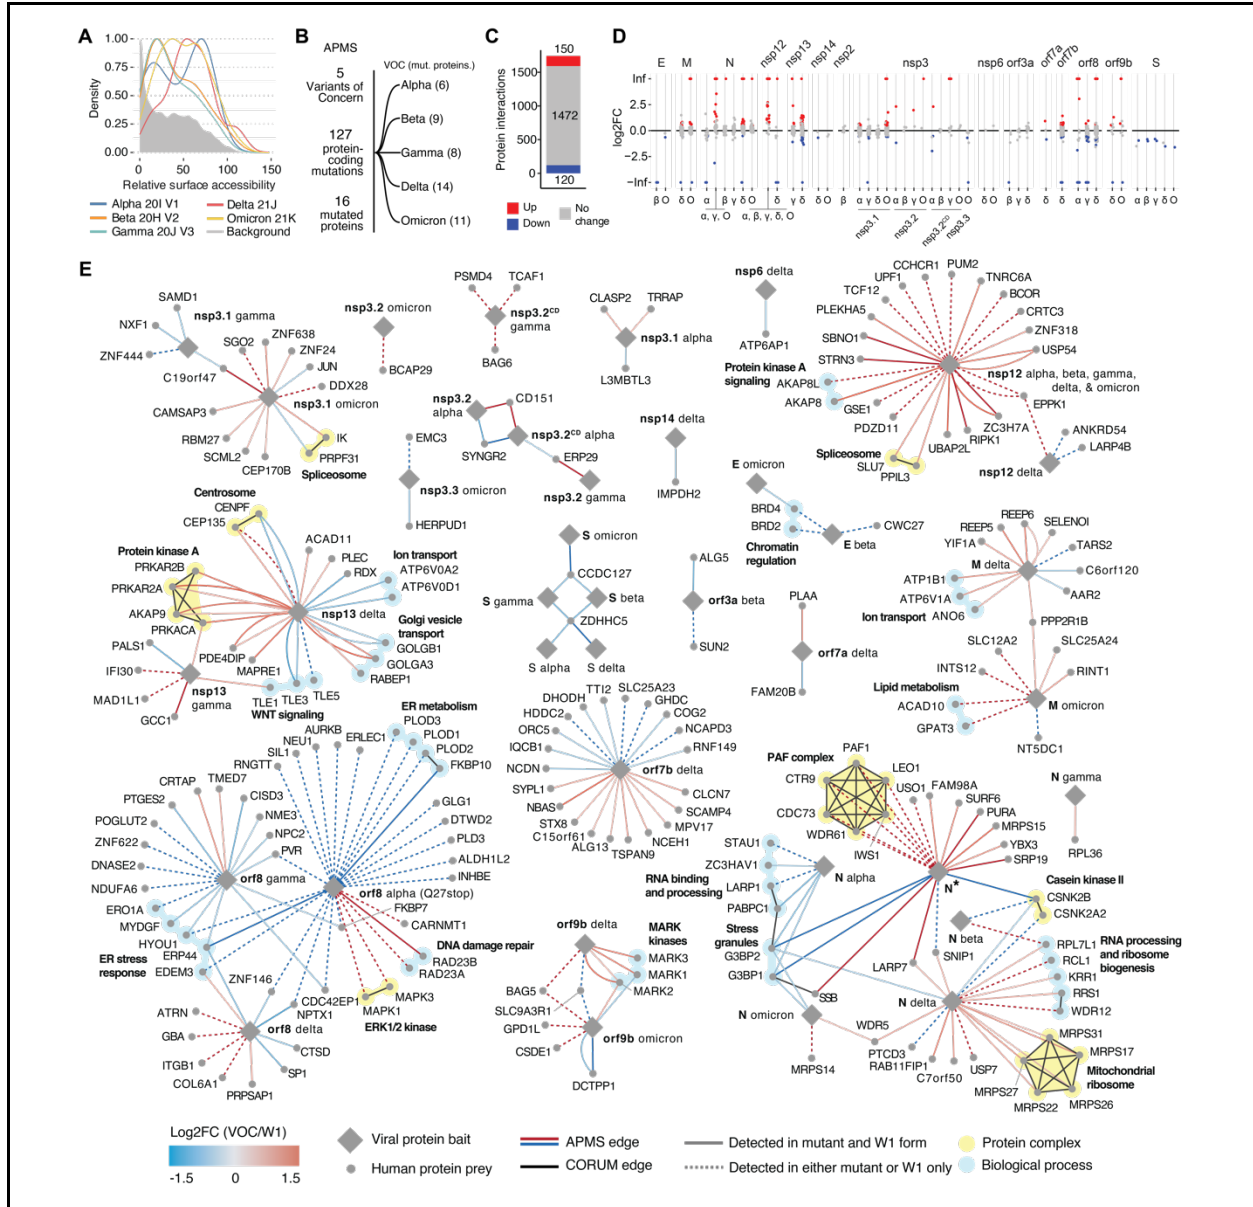 A
Density
1.00
0.75
0.50
0.25
0.00
0
50
100
150
Relative surface accessibility
Alpha 20I V1
Beta 20H V2
Gamma 20J V3
Delta 21J
Omicron 21K
Background
B
APMS
5
Variants of
Concern
127
protein-
coding
mutations
16
mutated
proteins
VOC (mut. proteins.)
Alpha (6)
Beta (9)
Gamma (8)
Delta (14)
Omicron (11)
C
Protein interactions
150
1500
1000
500
0
1472
120
Up
Down
No
change
D
E
M
N
nsp12
nsp13
nsp14
nsp2
nsp3
nsp6
orf3a
orf7a
orf7b
orf8
orf9b
S
log2FC
Inf
2.5
0.0
−2.5
−Inf
α, γ, O
α, β, γ, δ, O
nsp3.1
nsp3.2
nsp3.2CD
nsp3.3
E
SAMD1
NXF1
nsp3.1 gamma
ZNF444
C19orf47
SGO2
ZNF638
ZNF24
JUN
DDX28
nsp3.1 omicron
CAMSAP3
RBM27
SCML2
CEP170B
IK
PRPF31
Spliceosome
nsp3.2 omicron
BCAP29
PSMD4
TCAF1
nsp3.2CD
gamma
BAG6
CLASP2
TRRAP
nsp3.1 alpha
L3MBTL3
nsp6 delta
ATP6AP1
nsp3.2
alpha
CD151
nsp3.2CD alpha
SYNGR2
ERP29
nsp3.2 gamma
EMC3
nsp3.3 omicron
HERPUD1
nsp14 delta
IMPDH2
CCHCR1
PUM2
UPF1
TNRC6A
TCF12
BCOR
PLEKHA5
CRTC3
SBNO1
ZNF318
STRN3
USP54
Protein kinase A
signaling
AKAP8L
AKAP8
nsp12 alpha, beta, gamma,
delta, & omicron
GSE1
EPPK1
PDZD11
ZC3H7A
RIPK1
UBAP2L
Spliceosome
SLU7
PPIL3
ANKRD54
LARP4B
nsp12 delta
Centrosome
CENPF
CEP135
ACAD11
PLEC
RDX
Ion transport
ATP6V0A2
ATP6V0D1
Protein kinase A
PRKAR2B
PRKAR2A
AKAP9
PRKACA
nsp13 delta
Golgi vesicle
transport
GOLGB1
GOLGA3
RABEP1
PALS1
PDE4DIP
MAPRE1
IFI30
MAD1L1
GCC1
nsp13
gamma
TLE1
TLE3
TLE5
WNT signaling
S omicron
CCDC127
S gamma
S beta
ZDHHC5
S alpha
S delta
ALG5
orf3a beta
SUN2
E omicron
BRD4
BRD2
CWC27
Chromatin
regulation
E beta
PLAA
orf7a delta
FAM20B
REEP6
REEP5
SELENOI
YIF1A
TARS2
M delta
ATP1B1
C6orf120
ATP6V1A
AAR2
ANO6
Ion transport
PPP2R1B
SLC12A2
SLC25A24
INTS12
RINT1
Lipid metabolism
ACAD10
M omicron
GPAT3
NT5DC1
ER metabolism
PLOD3
PLOD1
PLOD2
FKBP10
AURKB
NEU1
ERLEC1
SIL1
RNGTT
TMED7
CRTAP
CISD3
PTGES2
NME3
POGLUT2
NPC2
ZNF622
PVR
DNASE2
NDUFA6
orf8 gamma
ERO1A
MYDGF
HYOU1
ERP44
EDEM3
ER stress
response
GLG1
DTWD2
PLD3
ALDH1L2
INHBE
orf8 alpha (Q27stop)
FKBP7
CARNMT1
DNA damage repair
RAD23B
RAD23A
ZNF146
CDC42EP1
MAPK3
MAPK1
NPTX1
ERK1/2 kinase
ATRN
GBA
orf8 delta
ITGB1
CTSD
COL6A1
SP1
PRPSAP1
TTI2
SLC25A23
DHODH
GHDC
HDDC2
COG2
ORC5
NCAPD3
IQCB1
RNF149
NCDN
orf7b delta
SYPL1
CLCN7
NBAS
SCAMP4
STX8
MPV17
C15orf61
NCEH1
ALG13
TSPAN9
orf9b delta
MARK
kinases
MARK3
MARK1
MARK2
BAG5
SLC9A3R1
GPD1L
CSDE1
orf9b omicron
DCTPP1
PAF complex
PAF1
CTR9
LEO1
CDC73
WDR61
IWS1
USO1
FAM98A
SURF6
PURA
MRPS15
YBX3
SRP19
N gamma
RPL36
STAU1
ZC3HAV1
RNA binding
and processing
LARP1
PABPC1
N alpha
N*
Casein kinase II
CSNK2B
CSNK2A2
N beta
Stress
granules
G3BP2
G3BP1
LARP7
SNIP1
RPL7L1
RCL1
KRR1
RRS1
WDR12
RNA processing
and ribosome
biogenesis
SSB
N delta
N omicron
WDR5
MRPS14
PTCD3
RAB11FIP1
C7orf50
USP7
MRPS31
MRPS17
Mitochondrial
ribosome
MRPS27
MRPS22
MRPS26
Log2FC (VOC/W1)
-1.5
0
1.5
Viral protein bait
Human protein prey
APMS edge
CORUM edge
Detected in mutant and W1 form
Detected in either mutant or W1 only
Protein complex
Biological process